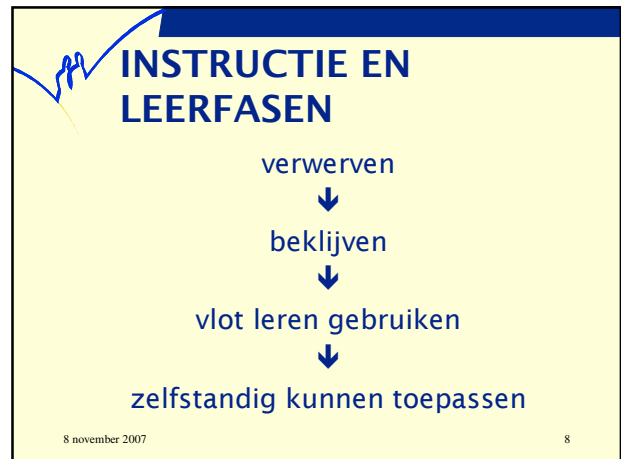 INSTRUCTIE EN
LEERFASEN
verwerven
🡻
beklijven
🡻
vlot leren gebruiken
🡻
zelfstandig kunnen toepassen
8 november 2007 8